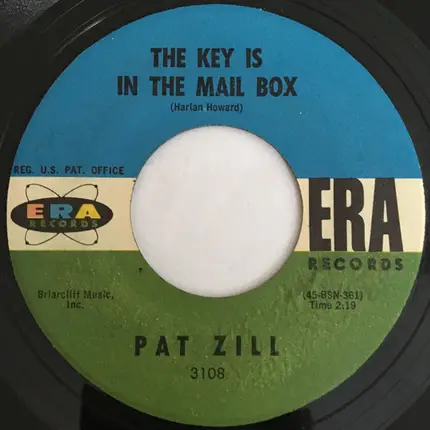 THE KEY IS
IN THE MAIL BOX
(Harlan Howard)
REG. U.S. PAT. OFFICE
ERA
RECORDS
ERA
RECORDS
Briarcliff Music,
Inc.
(45-BSN-361)
Time 2:19
PAT ZILL
3108